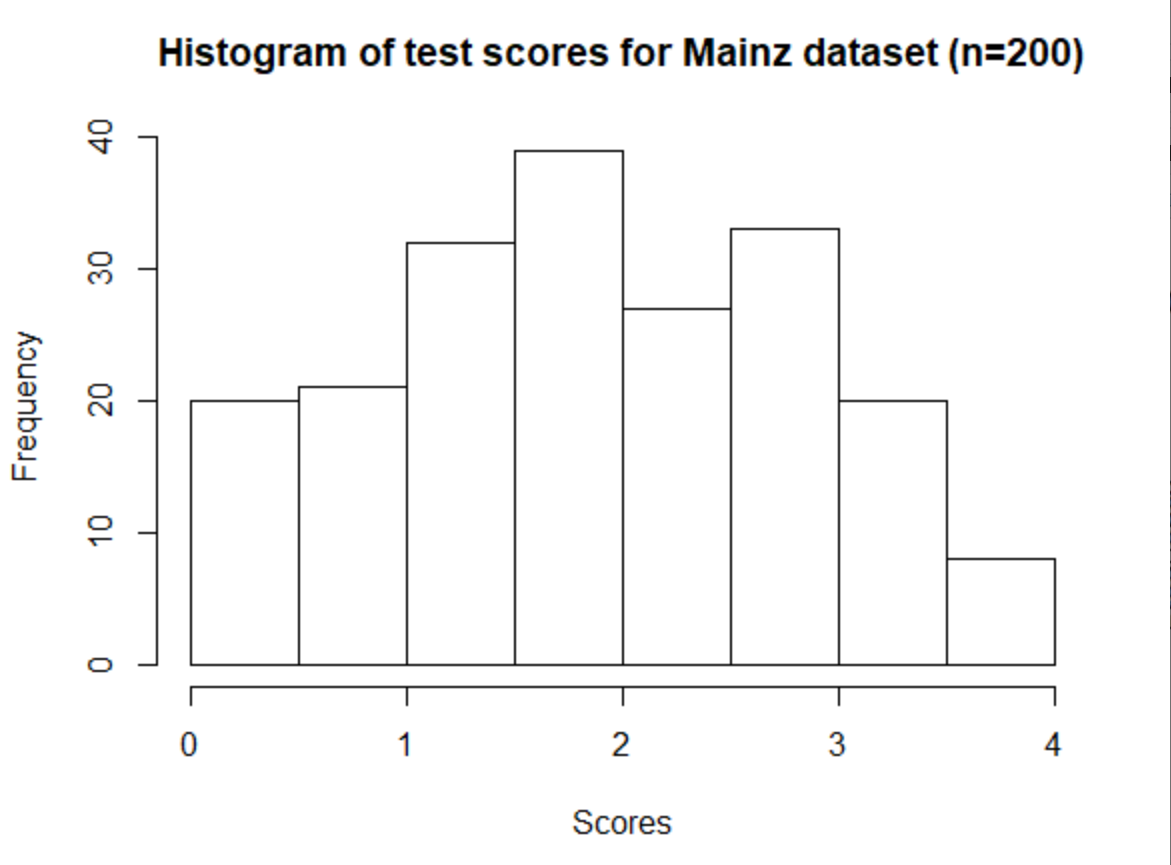 Histogram of test scores for Mainz dataset (n=200)
Frequency
40
30
20
10
0
0 1 2 3 4
Scores